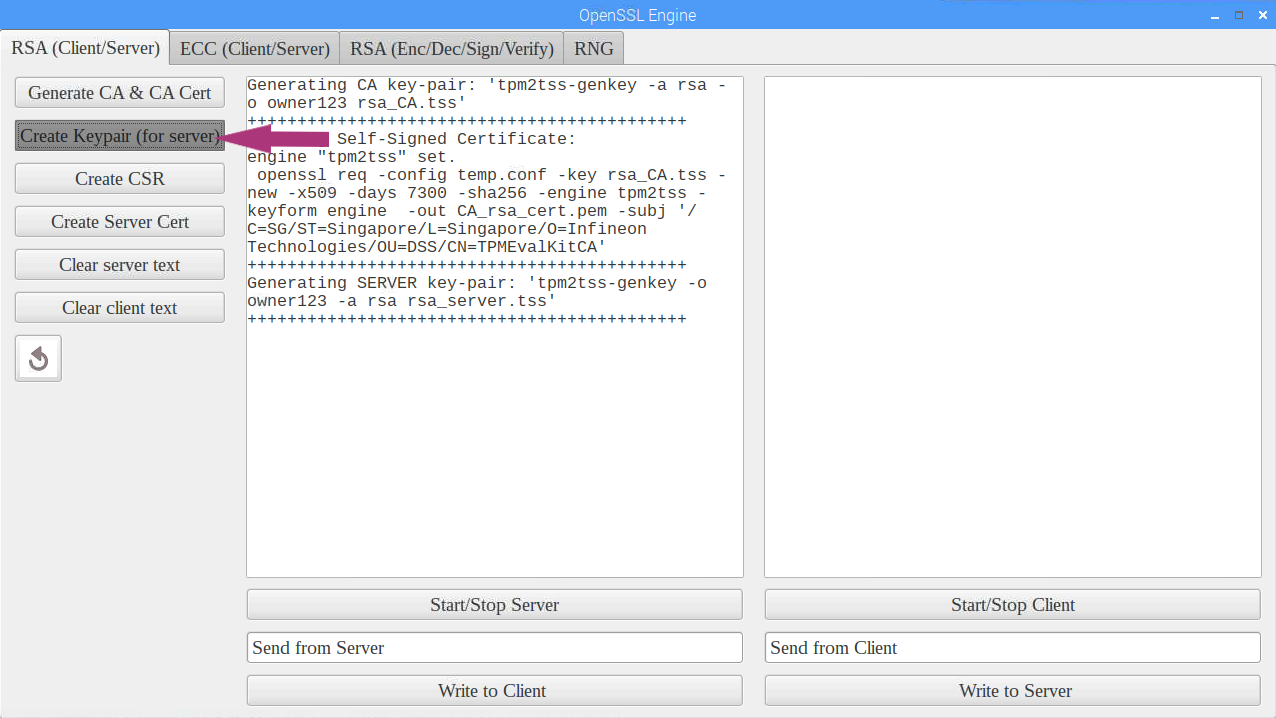 OpenSSL Engine
RSA (Client/Server)
ECC (Client/Server)
RSA (Enc/Dec/Sign/Verify)
RNG
Generate CA & CA Cert
Create Keypair (for server)
Create CSR
Create Server Cert
Clear server text
Clear client text
Generating CA key-pair: 'tpm2tss-genkey -a rsa -
o owner123 rsa_CA.tss'
++++++++++++++++++++++++++++++++++++++++++++
Self-Signed Certificate:
engine "tpm2tss" set.
openssl req -config temp.conf -key rsa_CA.tss -
new -x509 -days 7300 -sha256 -engine tpm2tss -
keyform engine  -out CA_rsa_cert.pem -subj '/
C=SG/ST=Singapore/L=Singapore/O=Infineon
Technologies/OU=DSS/CN=TPMEvalKitCA'
++++++++++++++++++++++++++++++++++++++++++++
Generating SERVER key-pair: 'tpm2tss-genkey -o
owner123 -a rsa rsa_server.tss'
++++++++++++++++++++++++++++++++++++++++++++
Start/Stop Server
Send from Server
Write to Client
Start/Stop Client
Send from Client
Write to Server